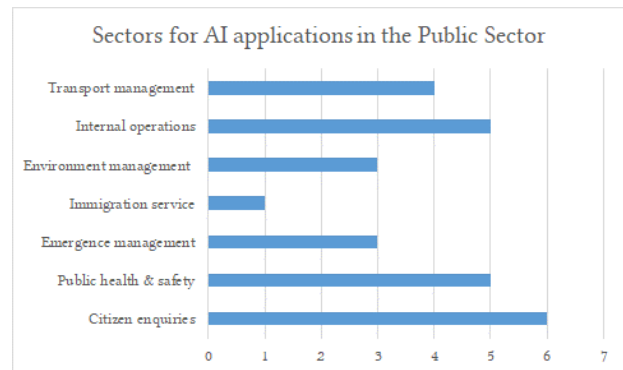 Sectors for AI applications in the Public Sector
Transport management
Internal operations
Environment management
Immigration service
Emergence management
Public health & safety
Citizen enquiries
0 1 2 3 4 5 6 7